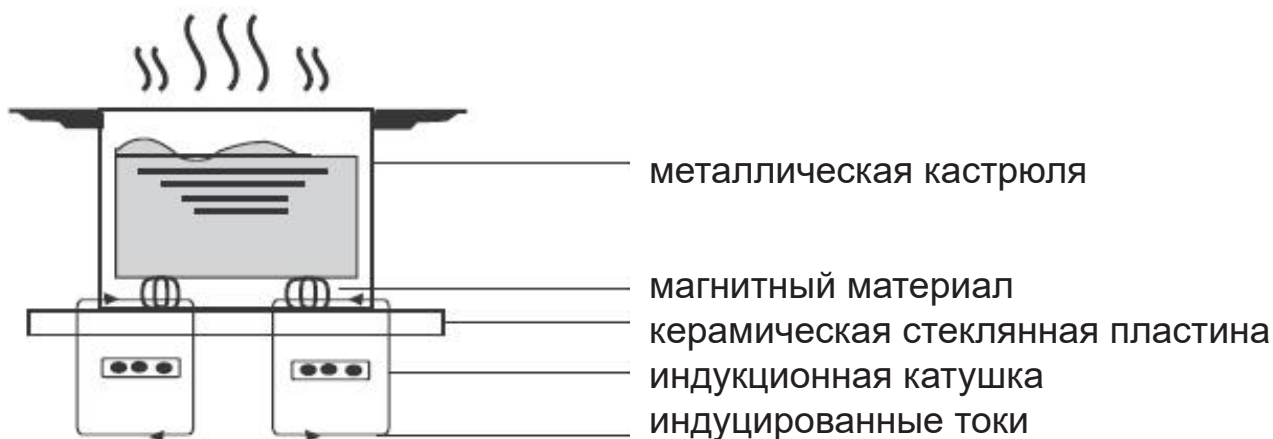 металлическая кастрюля
магнитный материал
керамическая стеклянная пластина
индукционная катушка
индуцированные токи